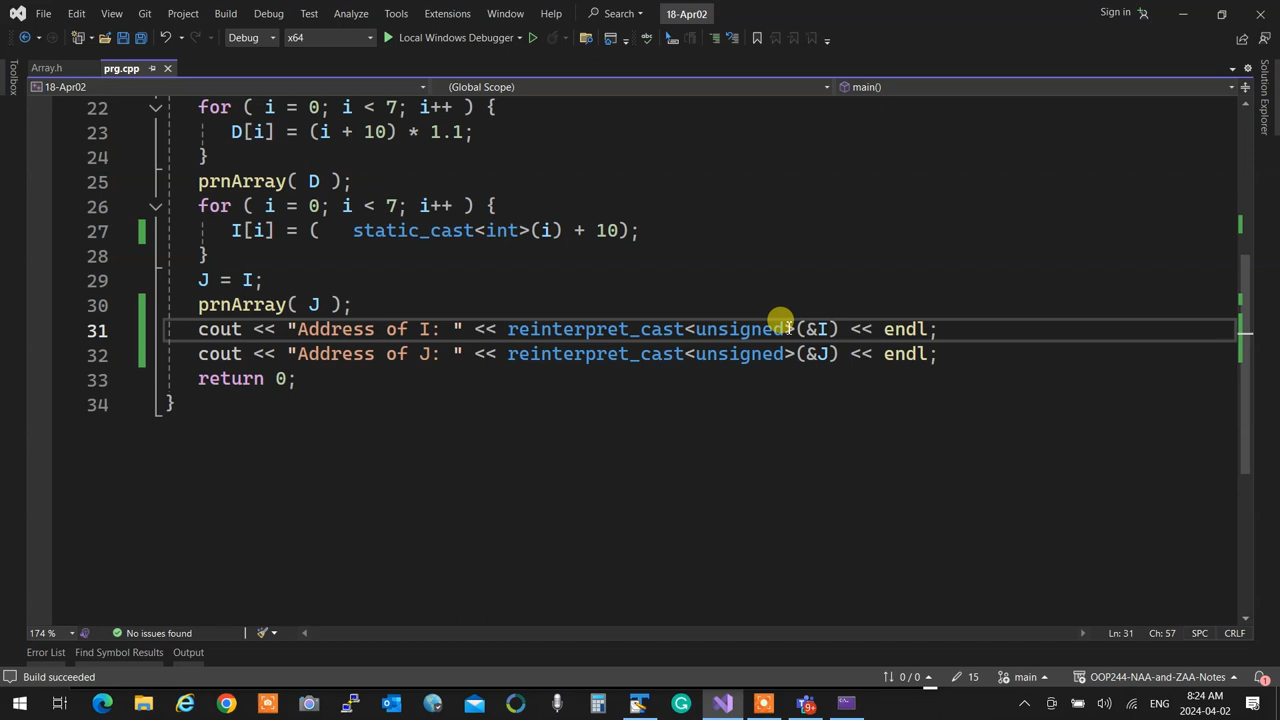 File Edit View Git Project Build Debug Test Analyze Tools Extensions Window Help Search 18-Apr02 Sign in
Debug x64 Local Windows Debugger
Toolbox
Array.h prg.cpp
Solution Explorer
18-Apr02 (Global Scope) main()
22 for ( i = 0; i < 7; i++ ) {
23 D[i] = (i + 10) * 1.1;
24 }
25 prnArray( D );
26 for ( i = 0; i < 7; i++ ) {
27 I[i] = (   static_cast<int>(i) + 10);
28 }
29 J = I;
30 prnArray( J );
31 cout << "Address of I: " << reinterpret_cast<unsigned>(&I) << endl;
32 cout << "Address of J: " << reinterpret_cast<unsigned>(&J) << endl;
33 return 0;
34 }
174 % No issues found Ln: 31 Ch: 57 SPC CRLF
Error List Find Symbol Results Output
Build succeeded 0 / 0 15 main OOP244-NAA-and-ZAA-Notes 1
ENG 8:24 AM
2024-04-02